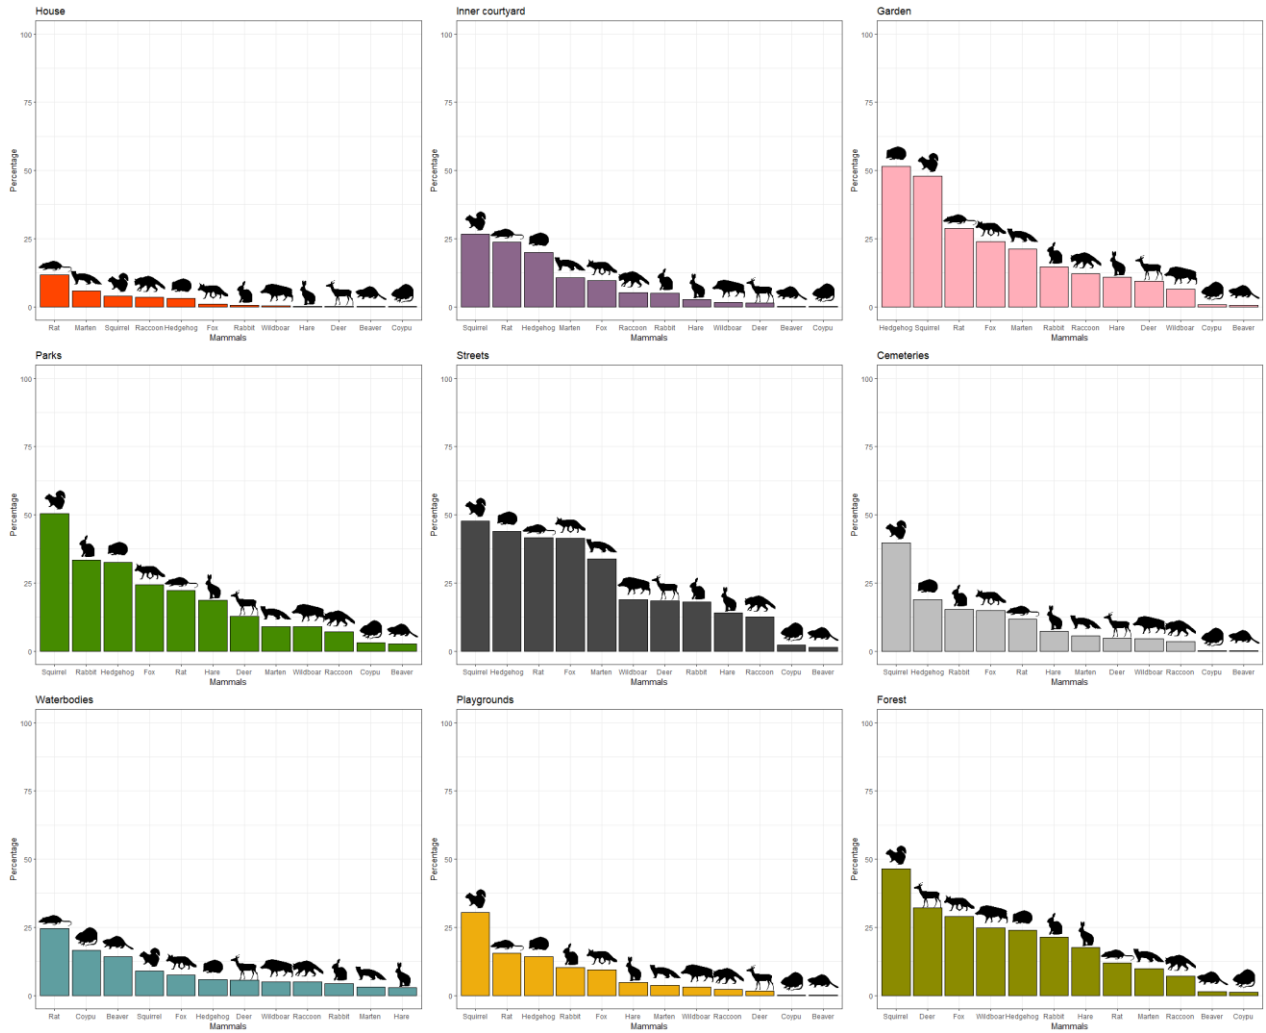 House
Inner courtyard
Garden
100
75
50
25
0
Percentage
Rat Marten Squirrel Raccoon Hedgehog Fox Rabbit Wildboar Hare Deer Beaver Coypu
Mammals
100
75
50
25
0
Percentage
Squirrel Rat Hedgehog Marten Fox Raccoon Rabbit Hare Wildboar Deer Beaver Coypu
Mammals
100
75
50
25
0
Percentage
Hedgehog Squirrel Rat Fox Marten Rabbit Raccoon Hare Deer Wildboar Coypu Beaver
Mammals
Parks
Streets
Cemeteries
100
75
50
25
0
Percentage
Squirrel Rabbit Hedgehog Fox Rat Hare Deer Marten Wildboar Raccoon Coypu Beaver
Mammals
100
75
50
25
0
Percentage
Squirrel Hedgehog Rat Fox Marten Wildboar Deer Rabbit Hare Raccoon Coypu Beaver
Mammals
100
75
50
25
0
Percentage
Squirrel Hedgehog Rabbit Fox Rat Hare Marten Deer Wildboar Raccoon Coypu Beaver
Mammals
Waterbodies
Playgrounds
Forest
100
75
50
25
0
Percentage
Rat Coypu Beaver Squirrel Fox Hedgehog Deer Wildboar Raccoon Rabbit Marten Hare
Mammals
100
75
50
25
0
Percentage
Squirrel Rat Hedgehog Rabbit Fox Hare Marten Wildboar Raccoon Deer Coypu Beaver
Mammals
100
75
50
25
0
Percentage
Squirrel Deer Fox Wildboar Hedgehog Rabbit Hare Rat Marten Raccoon Beaver Coypu
Mammals